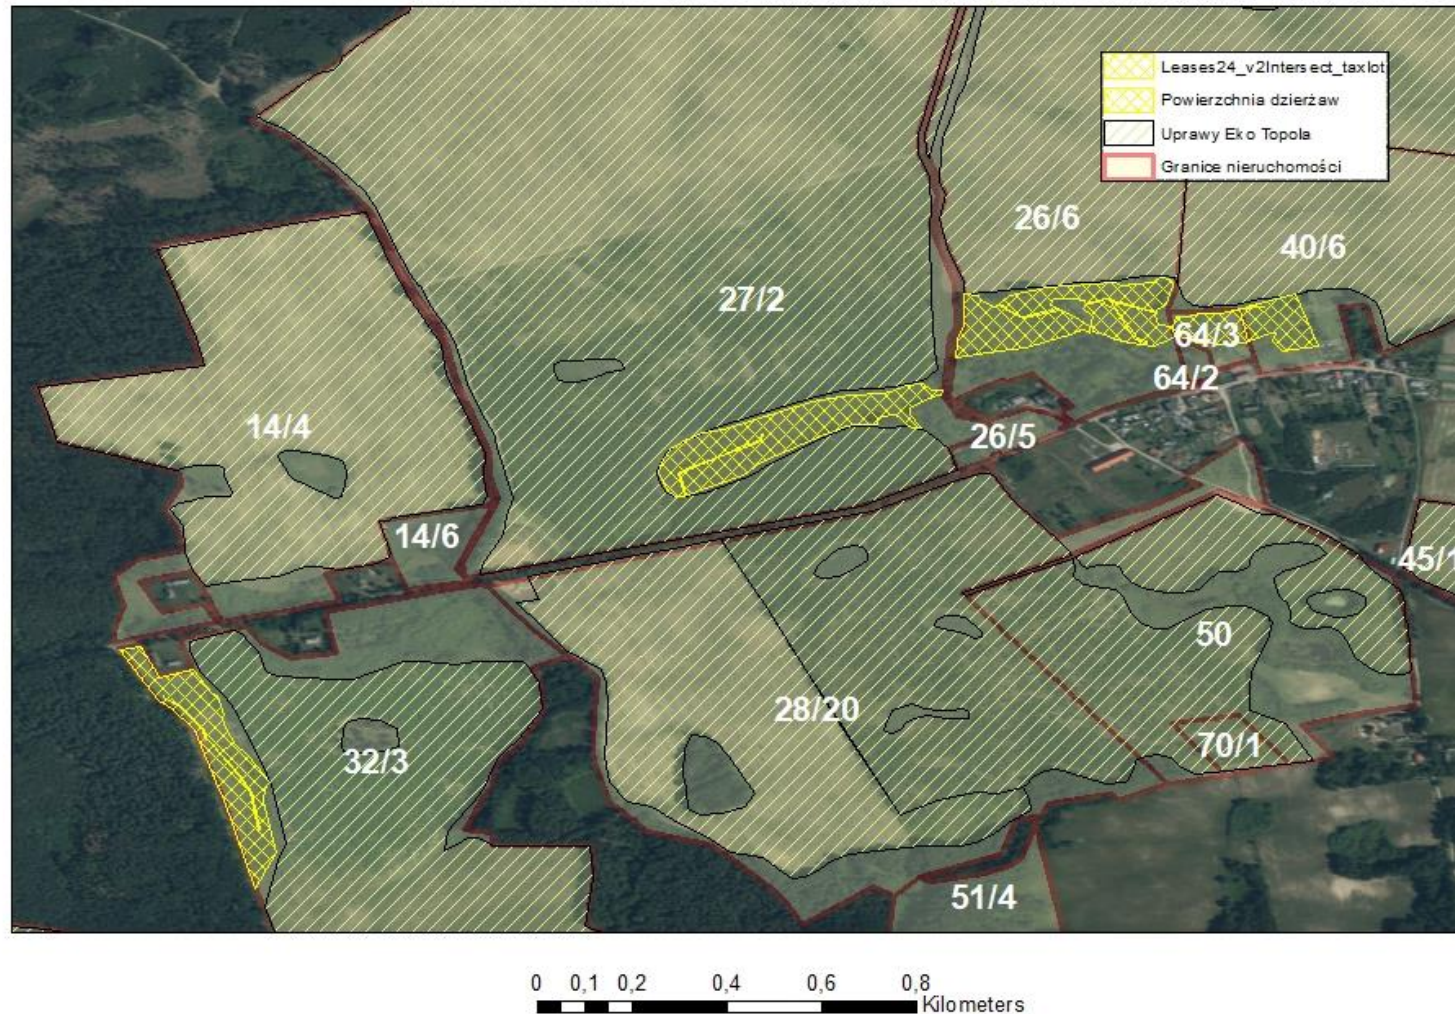 Leases24_v2Intersect_taxlot
Powierzchnia dzierżaw
Uprawy Eko Topola
Granice nieruchomości
26/6
40/6
27/2
64/3
64/2
14/4
26/5
14/6
45/1
50
28/20
70/1
32/3
51/4
0 0,1 0,2 0,4 0,6 0,8
Kilometers